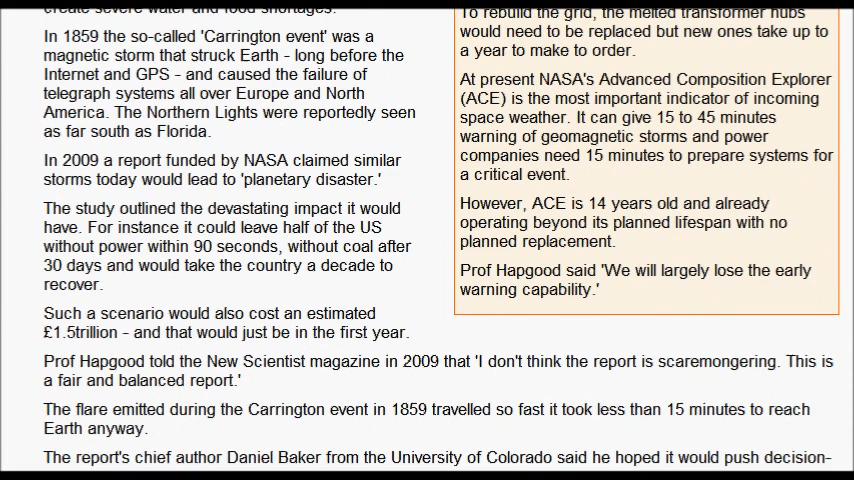 create severe water and food shortages.
In 1859 the so-called 'Carrington event' was a
magnetic storm that struck Earth - long before the
Internet and GPS - and caused the failure of
telegraph systems all over Europe and North
America. The Northern Lights were reportedly seen
as far south as Florida.
In 2009 a report funded by NASA claimed similar
storms today would lead to 'planetary disaster.'
The study outlined the devastating impact it would
have. For instance it could leave half of the US
without power within 90 seconds, without coal after
30 days and would take the country a decade to
recover.
Such a scenario would also cost an estimated
£1.5trillion - and that would just be in the first year.
To rebuild the grid, the melted transformer hubs
would need to be replaced but new ones take up to
a year to make to order.
At present NASA's Advanced Composition Explorer
(ACE) is the most important indicator of incoming
space weather. It can give 15 to 45 minutes
warning of geomagnetic storms and power
companies need 15 minutes to prepare systems for
a critical event.
However, ACE is 14 years old and already
operating beyond its planned lifespan with no
planned replacement.
Prof Hapgood said 'We will largely lose the early
warning capability.'
Prof Hapgood told the New Scientist magazine in 2009 that 'I don't think the report is scaremongering. This is
a fair and balanced report.'
The flare emitted during the Carrington event in 1859 travelled so fast it took less than 15 minutes to reach
Earth anyway.
The report's chief author Daniel Baker from the University of Colorado said he hoped it would push decision-